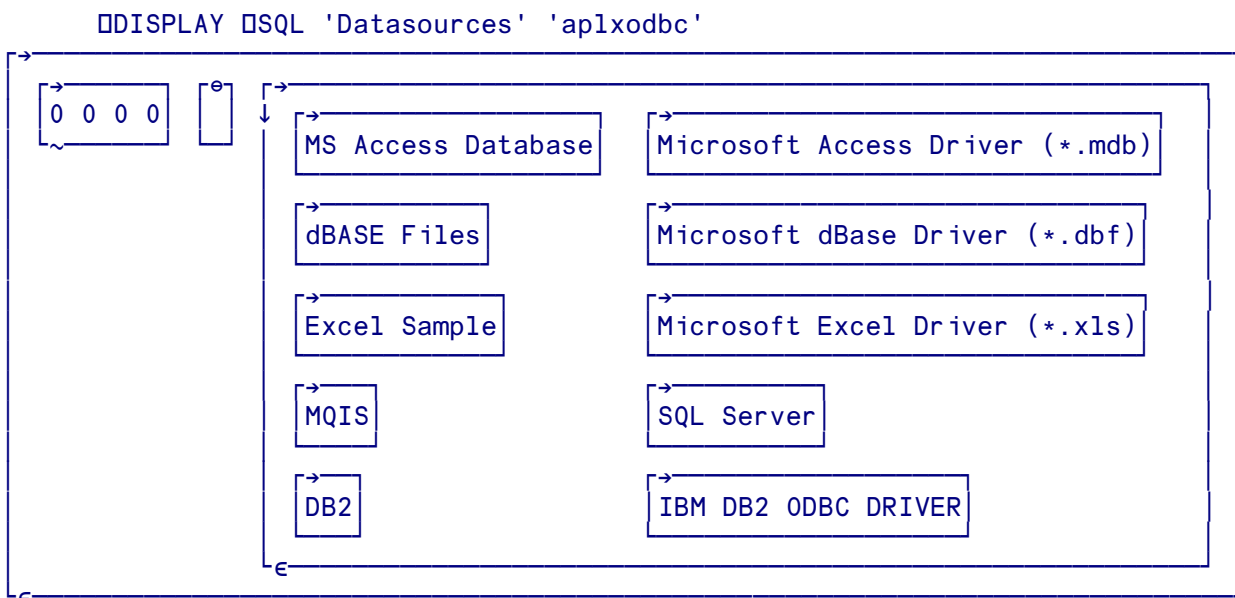 ⎕DISPLAY ⎕SQL 'Datasources' 'aplxodbc'
0 0 0 0
MS Access Database Microsoft Access Driver (*.mdb)
dBASE Files Microsoft dBase Driver (*.dbf)
Excel Sample Microsoft Excel Driver (*.xls)
MQIS SQL Server
DB2 IBM DB2 ODBC DRIVER